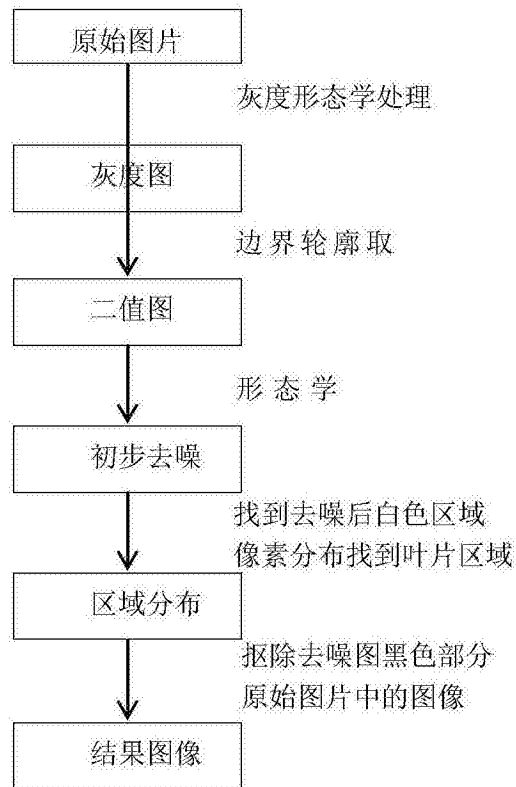 原始图片
灰度形态学处理
灰度图
边界轮廓取
二值图
形态学
初步去噪
找到去噪后白色区域
像素分布找到叶片区域
区域分布
抠除去噪图黑色部分
原始图片中的图像
结果图像